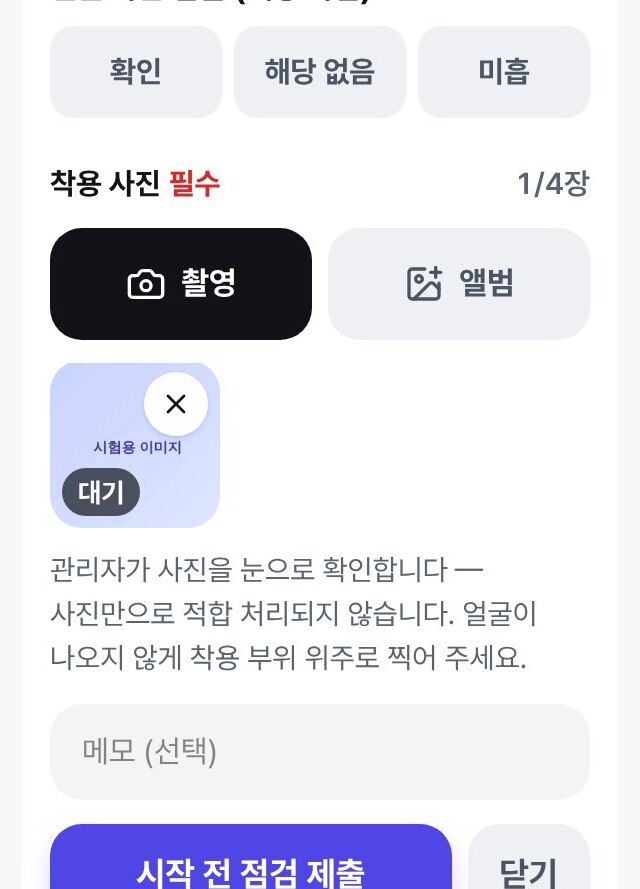 확인
해당 없음
미흡
착용 사진 필수
1/4장
촬영
앨범
시험용 이미지
대기
관리자가 사진을 눈으로 확인합니다 —
사진만으로 적합 처리되지 않습니다. 얼굴이
나오지 않게 착용 부위 위주로 찍어 주세요.
메모 (선택)
시작 전 점검 제출
닫기